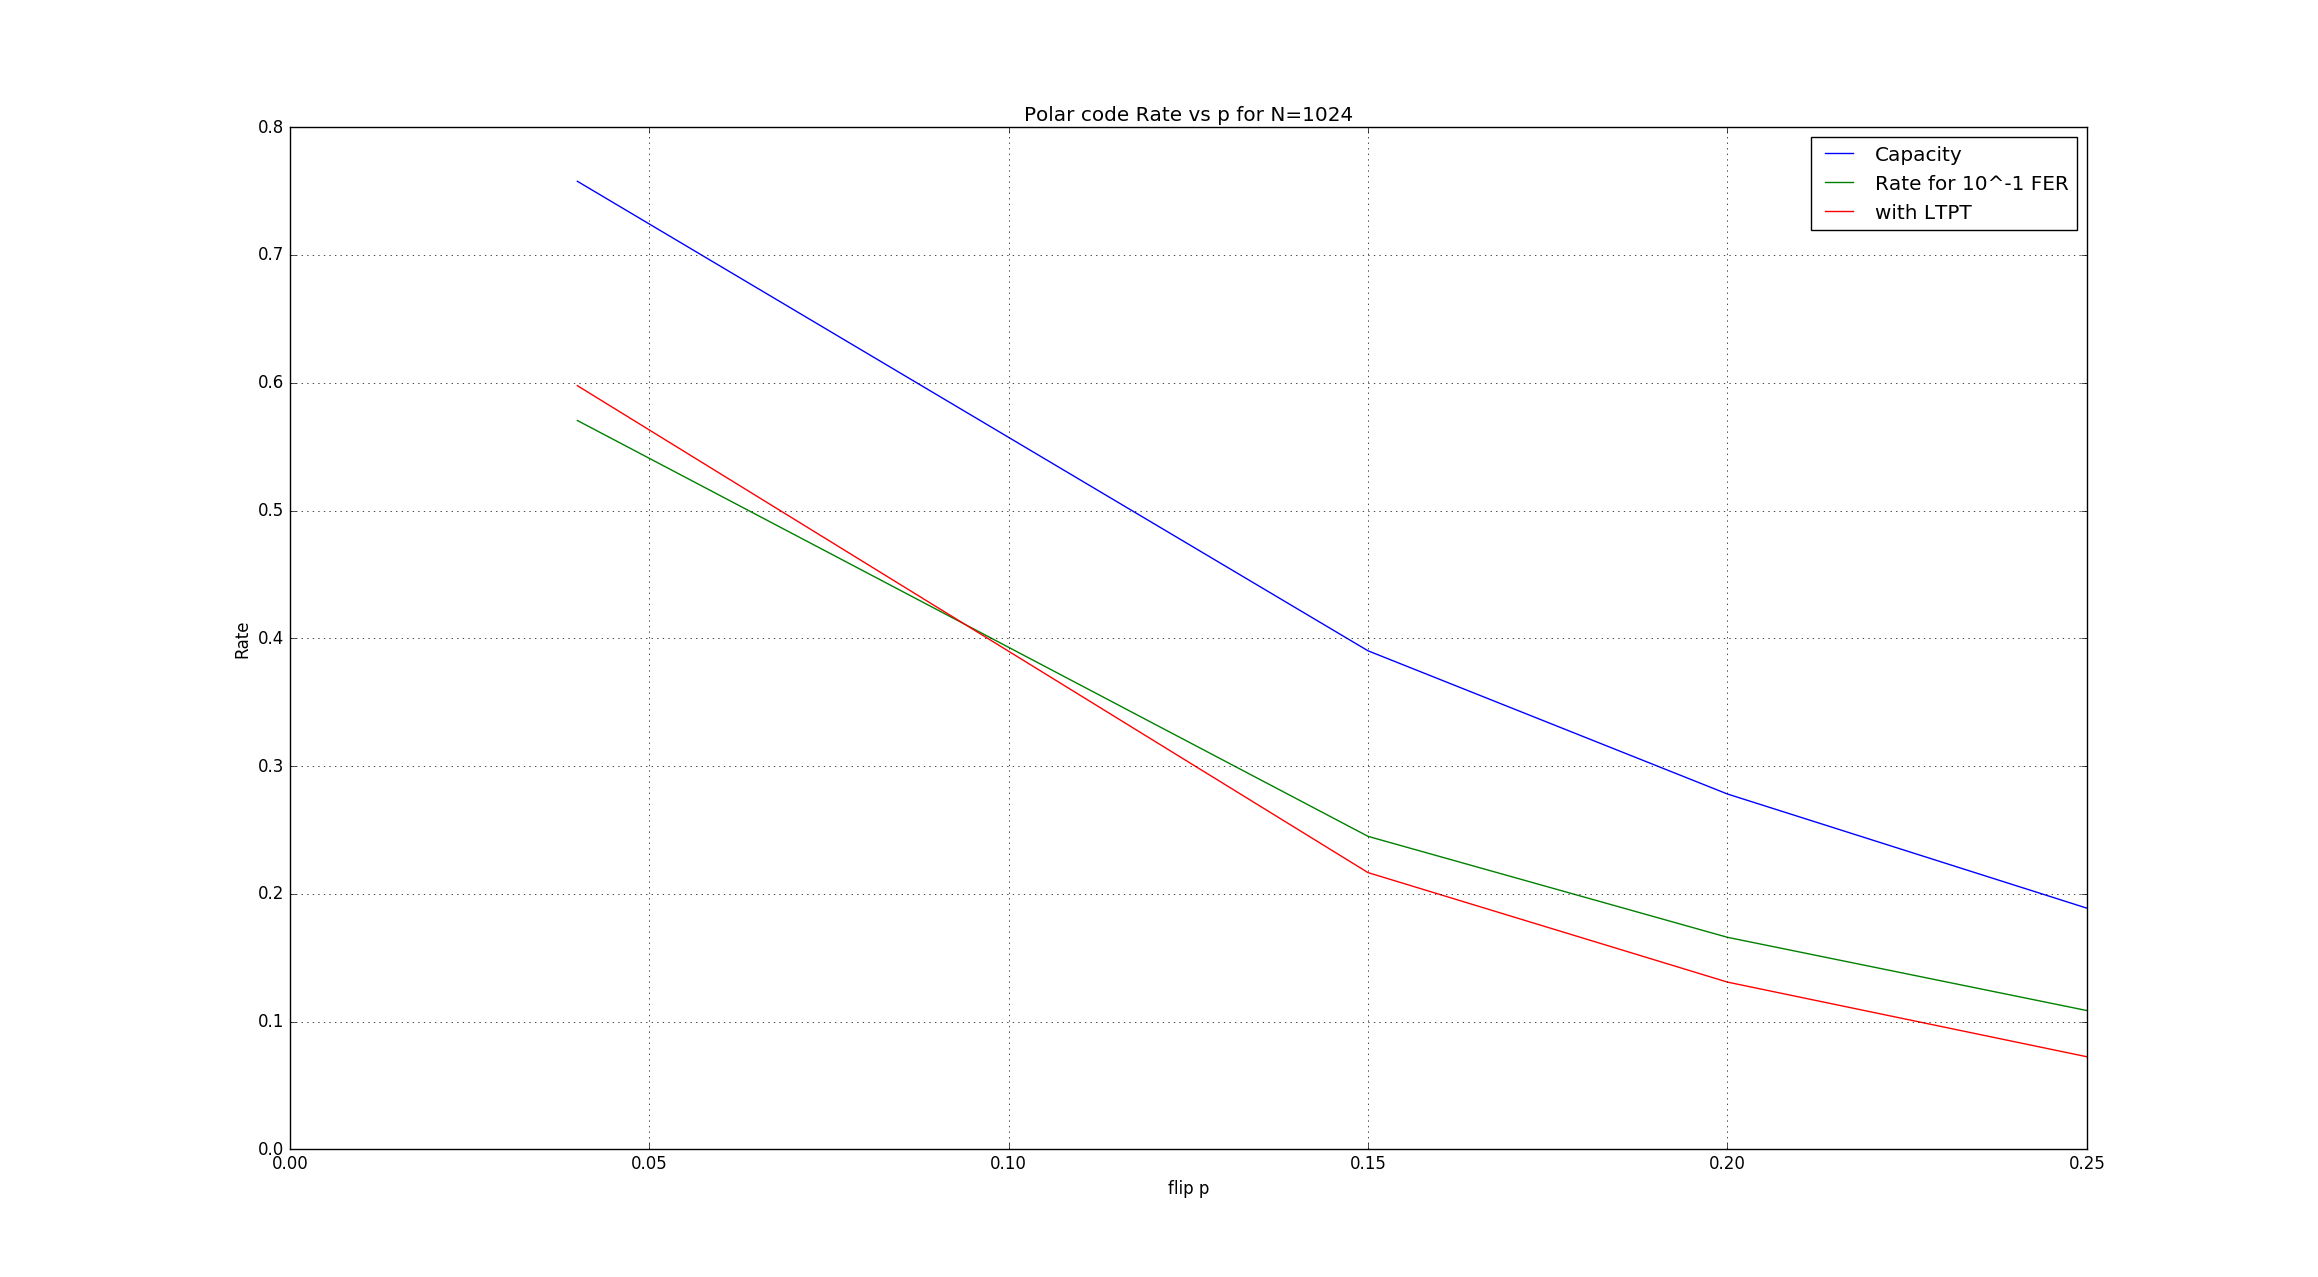 Polar code Rate vs p for N=1024
Capacity
Rate for 10^-1 FER
with LTPT
0.8
0.7
0.6
0.5
0.4
0.3
0.2
0.1
0.0
Rate
0.00 0.05 0.10 0.15 0.20 0.25
flip p